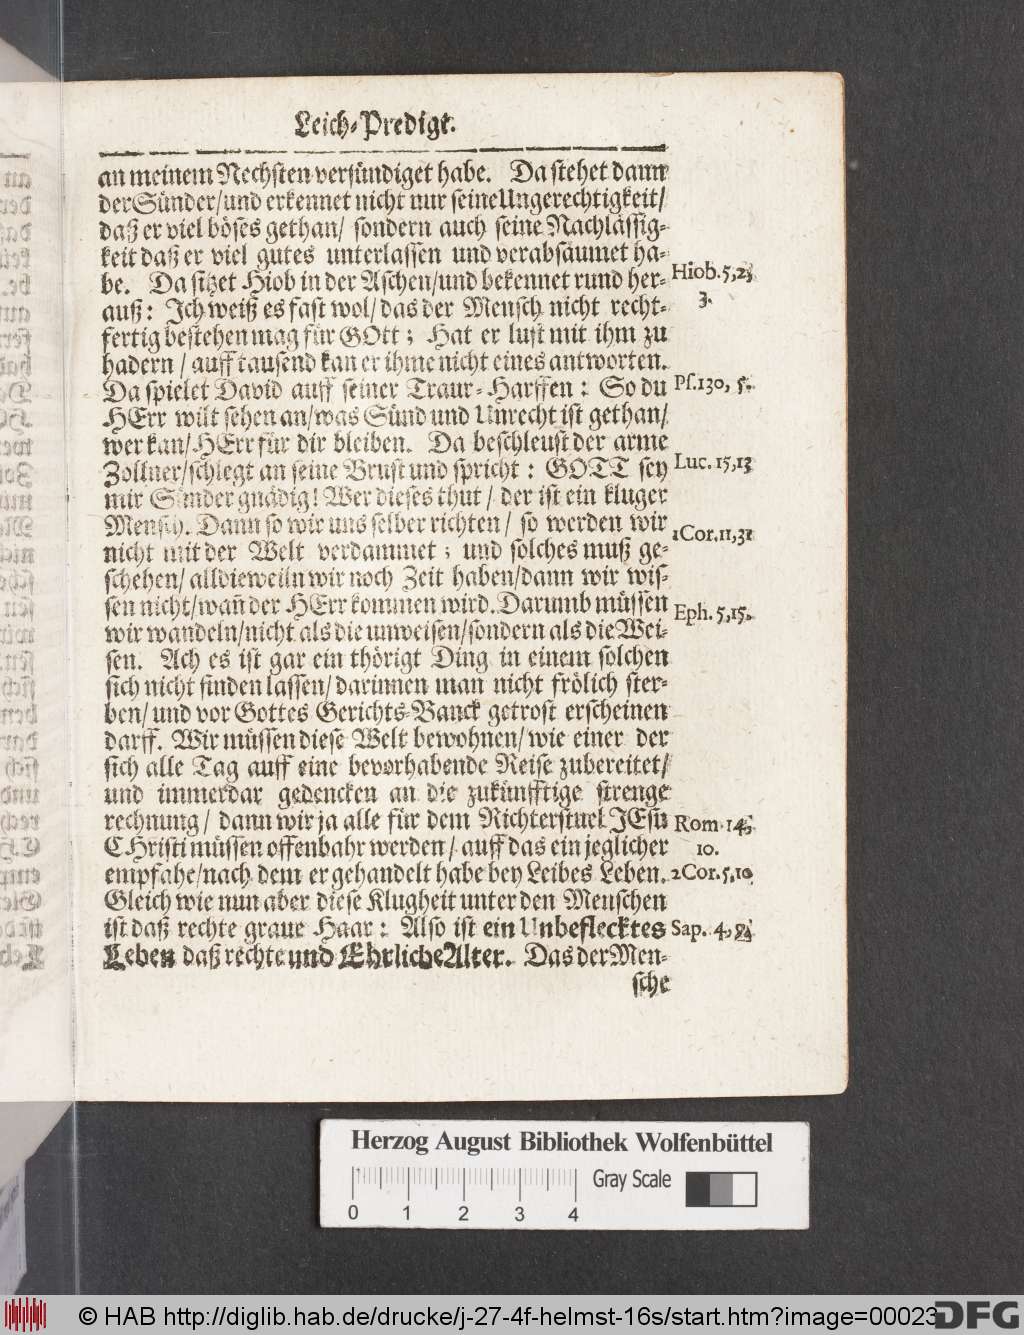 Leich-Predigt.
an meinem Nechsten versündiget habe. Da stehet dann
der Sünder/und erkennet nicht nur seine Ungerechtigkeit/
daß er viel böses gethan/ sondern auch seine Nachlässig-
keit daß er viel gutes unterlassen und verabsäumet ha-
be. Da sitzet Hiob in der Aschen/und bekennet rund her-
auß: Ich weiß es fast wol/ das der Mensch nicht recht-
fertig bestehen mag für GOtt; Hat er lust mit ihm zu
hadern / auff tausend kan er ihme nicht eines antworten.
Da spielet David auff seiner Traur-Harffen: So du
HErr wilt sehen an/was Sünd und Unrecht ist gethan/
wer kan/HErr für dir bleiben. Da beschleust der arme
Zöllner/schlegt an seine Brust und spricht: GOTT sey
mir Sünder gnädig! Wer dieses thut / der ist ein kluger
Mensch. Dann so wir uns selber richten / so werden wir
nicht mit der Welt verdammet; und solches muß ge-
schehen/ alldieweiln wir noch Zeit haben/dann wir wis-
sen nicht/wañ der HErr kommen wird. Darumb müssen
wir wandeln/nicht als die unweisen/sondern als die Wei-
sen. Ach es ist gar ein thörigt Ding in einem solchen
sich nicht finden lassen/ darinnen man nicht frölich ster-
ben/ und vor Gottes Gerichts-Banck getrost erscheinen
darff. Wir müssen diese Welt bewohnen/ wie einer der
sich alle Tag auff eine bevorhabende Reise zubereitet/
und immerdar gedencken an die zukünfftige strenge
rechnung/ dann wir ja alle für dem Richterstuel JEsu
CHristi müssen offenbahr werden/ auff das ein jeglicher
empfahe/nach dem er gehandelt habe bey Leibes Leben.
Gleich wie nun aber diese Klugheit unter den Menschen
ist daß rechte graue Haar: Also ist ein Unbeflecktes
Leben daß rechte und Ehrliche Alter. Das der Men-
sche
Hiob.
3.
Ps.130, 5.
Luc. 15,13
1Cor.11,31
Eph. 5,15.
Rom. 14,
10.
2Cor.5,10
Sap. 4,
Herzog August Bibliothek Wolfenbüttel
Gray Scale
0 1 2 3 4
© HAB http://diglib.hab.de/drucke/j-27-4f-helmst-16s/start.htm?image=00023
DFG